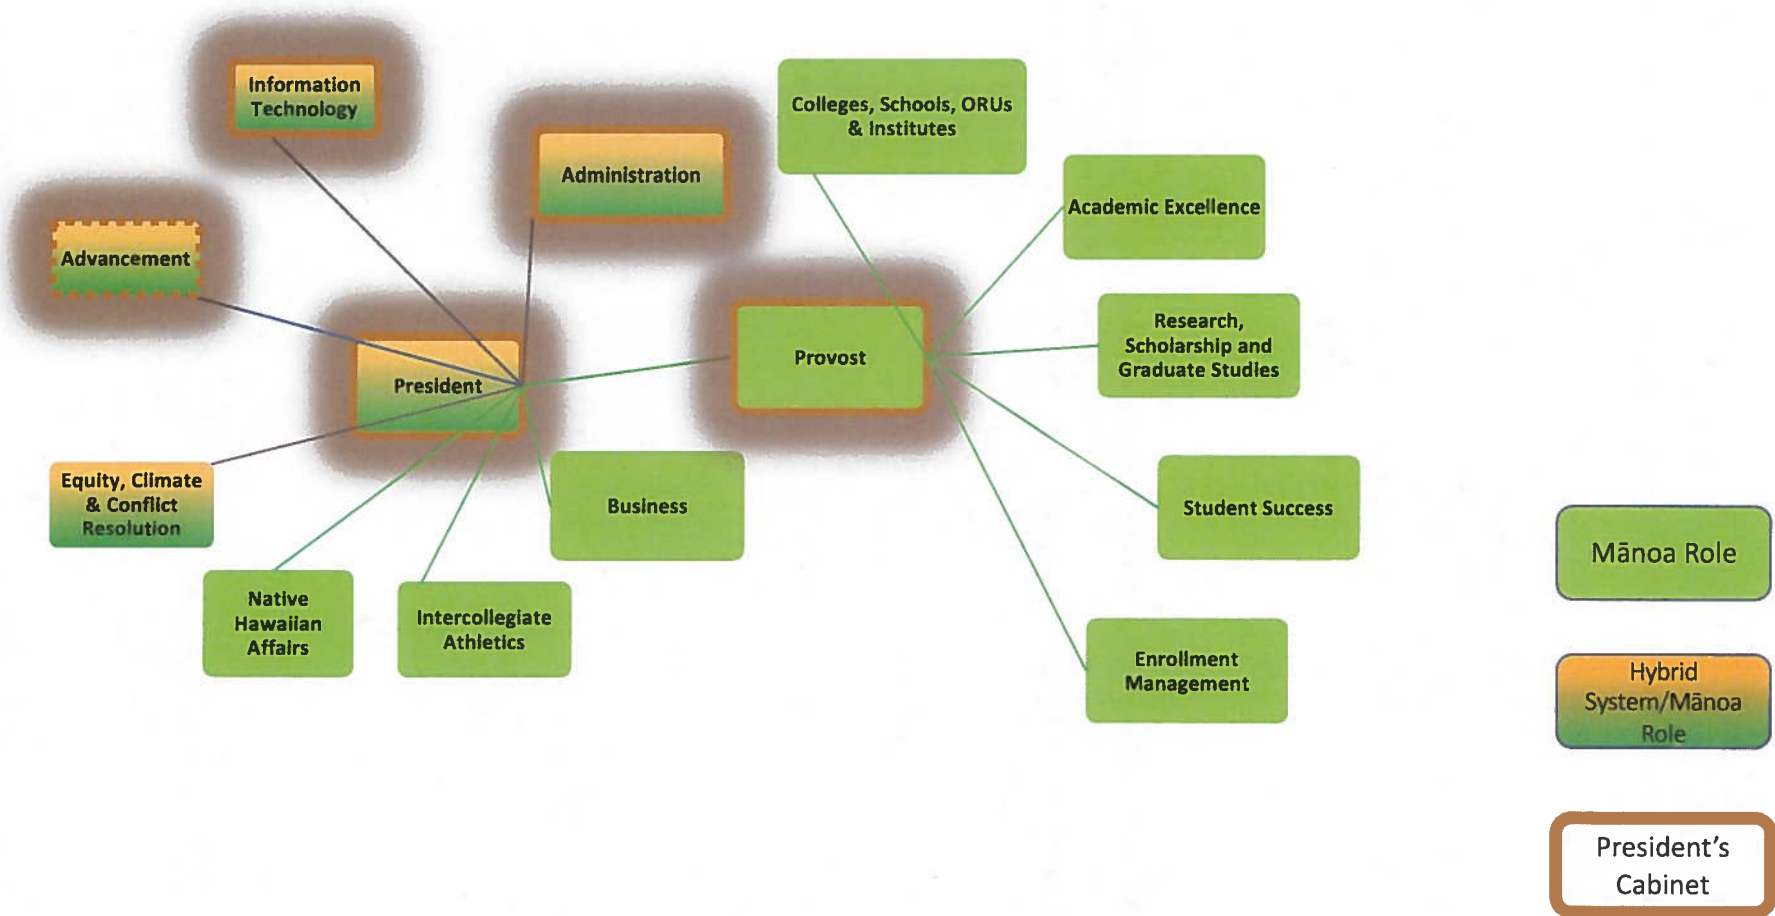 Information
Technology
Administration
Advancement
President
Equity, Climate
& Conflict
Resolution
Native
Hawaiian
Affairs
Intercollegiate
Athletics
Business
Provost
Colleges, Schools, ORUs
& Institutes
Academic Excellence
Research,
Scholarship and
Graduate Studies
Student Success
Enrollment
Management
Mānoa Role
Hybrid
System/Mānoa
Role
President's
Cabinet